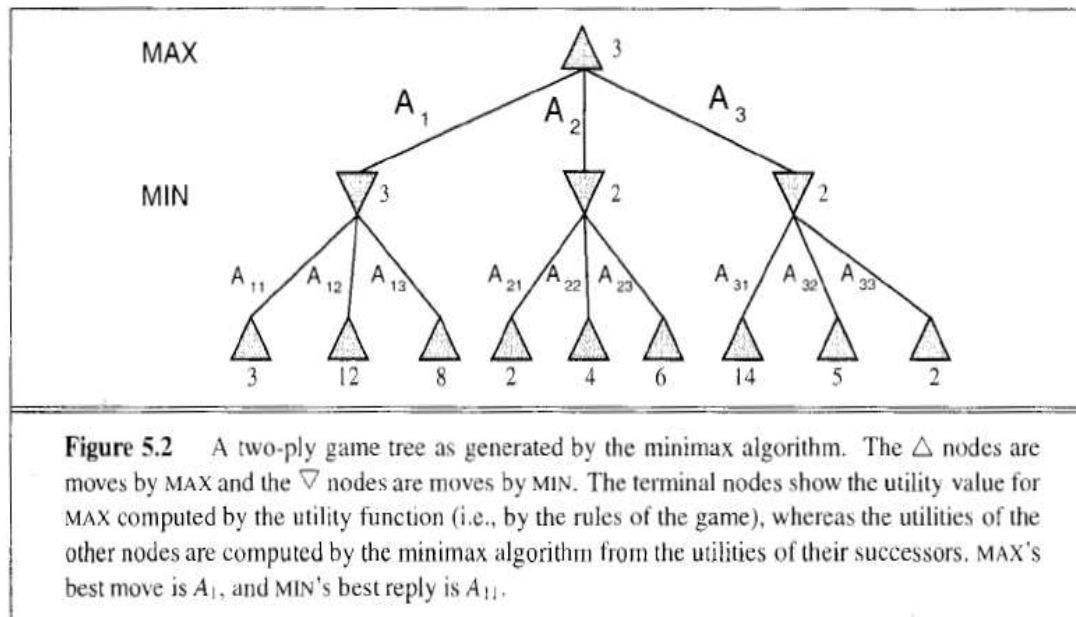 MAX
3
A1 A2 A3
MIN
3 2 2
A11 A12 A13 A21 A22 A23 A31 A32 A33
3 12 8 2 4 6 14 5 2
Figure 5.2 A two-ply game tree as generated by the minimax algorithm. The △ nodes are
moves by MAX and the ▽ nodes are moves by MIN. The terminal nodes show the utility value for
MAX computed by the utility function (i.e., by the rules of the game), whereas the utilities of the
other nodes are computed by the minimax algorithm from the utilities of their successors. MAX's
best move is A1, and MIN's best reply is A11.